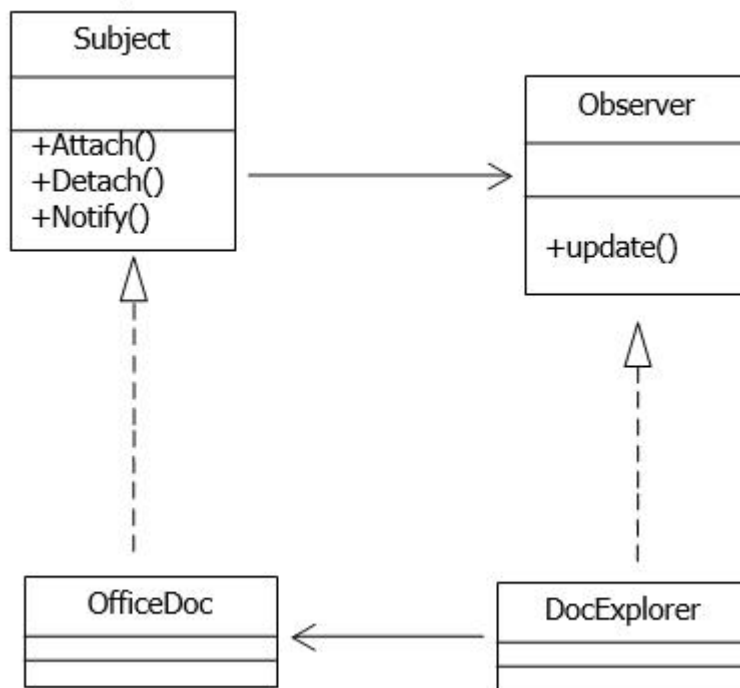 Subject
+Attach()
+Detach()
+Notify()
Observer
+update()
OfficeDoc
DocExplorer